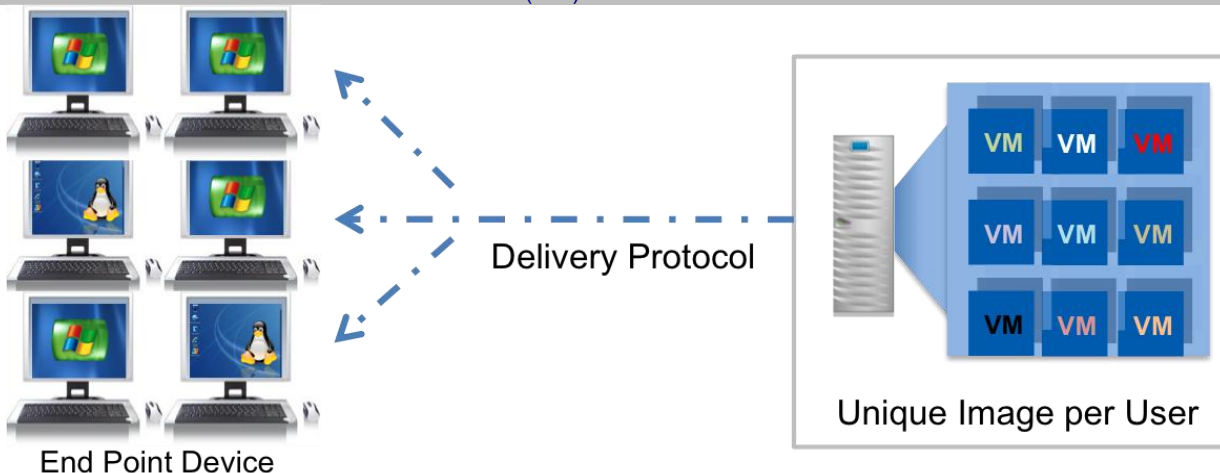 VM VM VM
VM VM VM
Delivery Protocol
VM VM VM
Unique Image per User
End Point Device